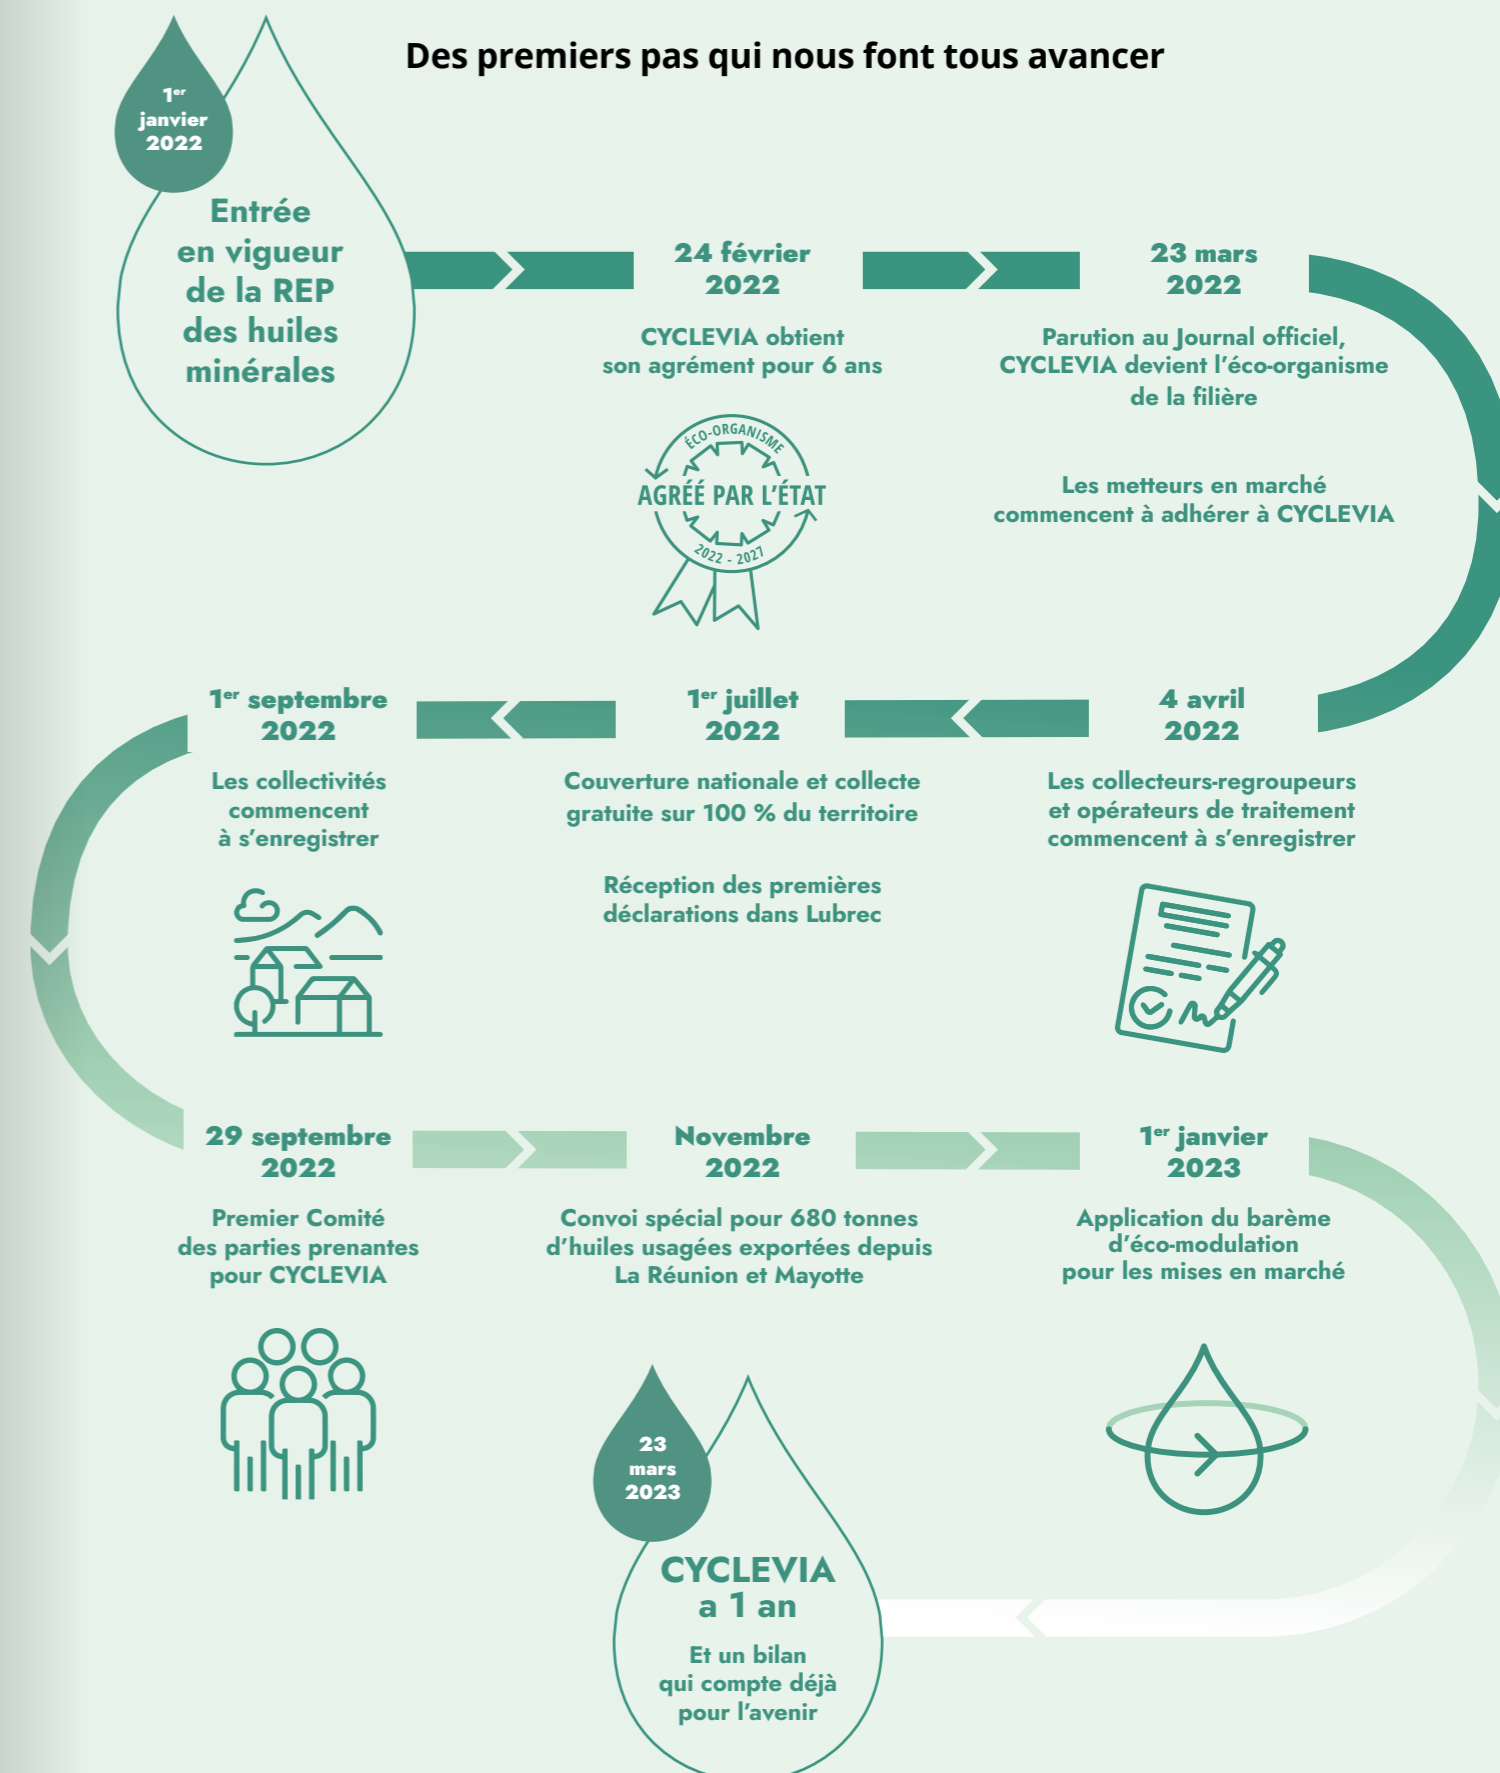 Des premiers pas qui nous font tous avancer
1er
janvier
2022
Entrée
en vigueur
de la REP
des huiles
minérales
24 février
2022
CYCLEVIA obtient
son agrément pour 6 ans
ÉCO-ORGANISME
AGRÉÉ PAR L'ÉTAT
2022 - 2027
23 mars
2022
Parution au Journal officiel,
CYCLEVIA devient l'éco-organisme
de la filière
Les metteurs en marché
commencent à adhérer à CYCLEVIA
4 avril
2022
Les collecteurs-regroupeurs
et opérateurs de traitement
commencent à s'enregistrer
1er juillet
2022
Couverture nationale et collecte
gratuite sur 100 % du territoire
Réception des premières
déclarations dans Lubrec
1er septembre
2022
Les collectivités
commencent
à s'enregistrer
29 septembre
2022
Premier Comité
des parties prenantes
pour CYCLEVIA
Novembre
2022
Convoi spécial pour 680 tonnes
d'huiles usagées exportées depuis
La Réunion et Mayotte
1er janvier
2023
Application du barème
d'éco-modulation
pour les mises en marché
23
mars
2023
CYCLEVIA
a 1 an
Et un bilan
qui compte déjà
pour l'avenir